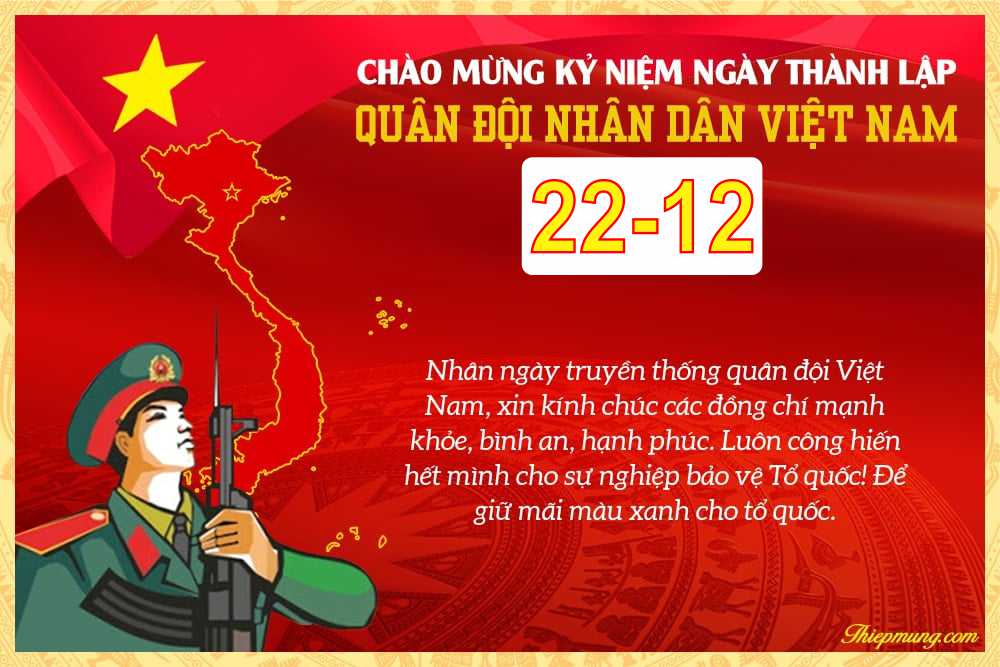 CHÀO MỪNG KỶ NIỆM NGÀY THÀNH LẬP
QUÂN ĐỘI NHÂN DÂN VIỆT NAM
22-12
Nhân ngày truyền thống quân đội Việt
Nam, xin kính chúc các đồng chí mạnh
khỏe, bình an, hạnh phúc. Luôn công hiến
hết mình cho sự nghiệp bảo vệ Tổ quốc! Để
giữ mãi màu xanh cho tổ quốc.
Thiepmung.com